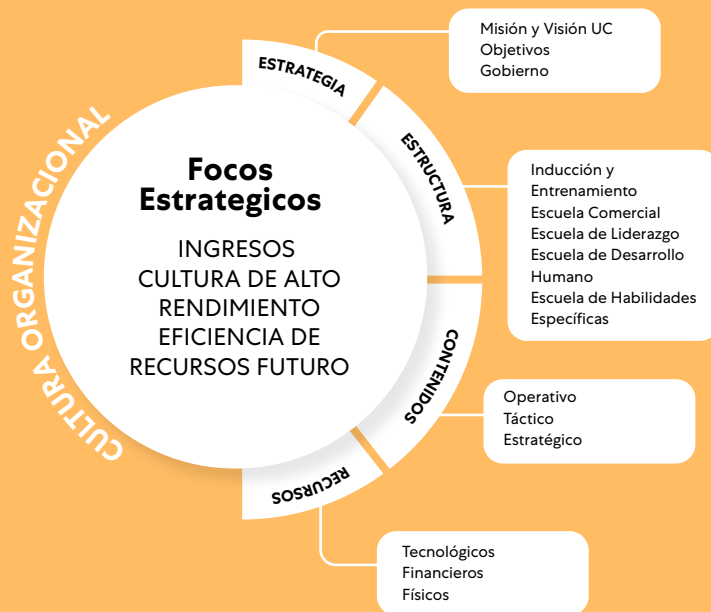 CULTURA ORGANIZACIONAL
Focos
Estrategicos
INGRESOS
CULTURA DE ALTO
RENDIMIENTO
EFICIENCIA DE
RECURSOS FUTURO
ESTRATEGIA
Misión y Visión UC
Objetivos
Gobierno
ESTRUCTURA
Inducción y
Entrenamiento
Escuela Comercial
Escuela de Liderazgo
Escuela de Desarrollo
Humano
Escuela de Habilidades
Específicas
CONTENIDOS
Operativo
Táctico
Estratégico
RECURSOS
Tecnológicos
Financieros
Físicos